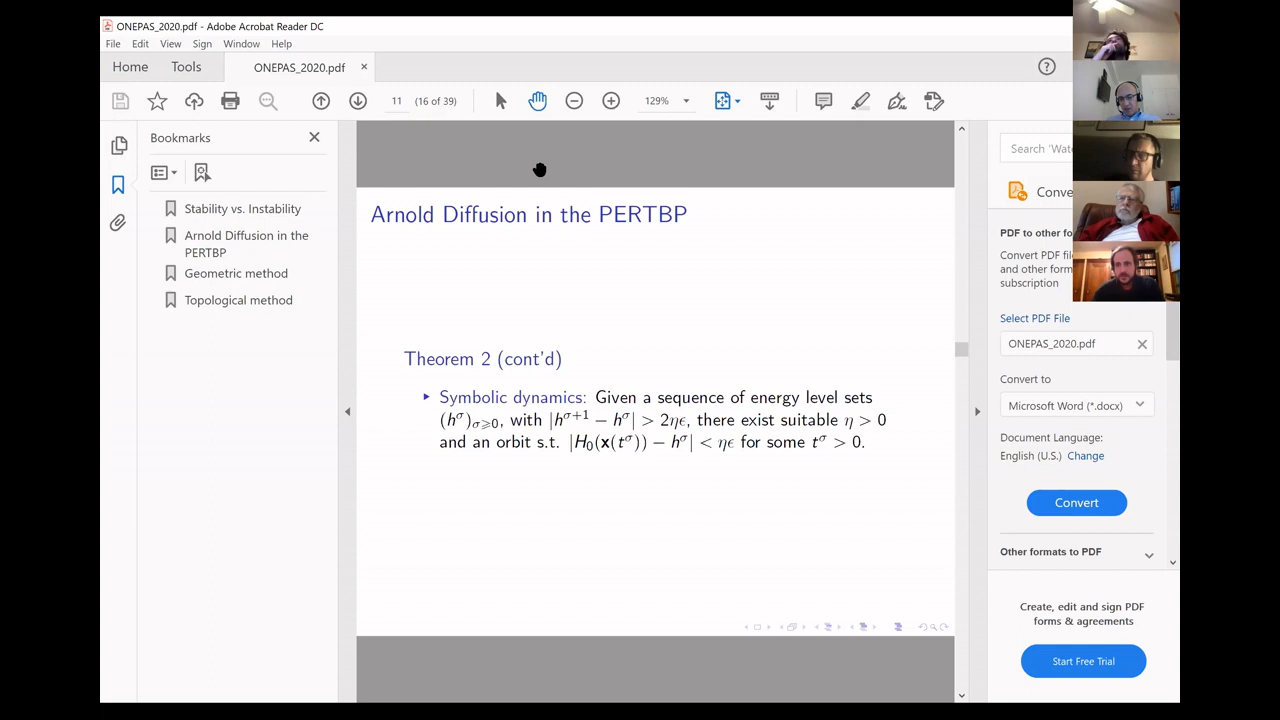 ONEPAS_2020.pdf - Adobe Acrobat Reader DC
File Edit View Sign Window Help
Home Tools ONEPAS_2020.pdf ×
11 (16 of 39) 129%
Bookmarks
Stability vs. Instability
Arnold Diffusion in the
PERTBP
Geometric method
Topological method
Arnold Diffusion in the PERTBP
Theorem 2 (cont'd)
▸ Symbolic dynamics: Given a sequence of energy level sets
(h^σ)_{σ⩾0}, with |h^{σ+1} − h^σ| > 2ηϵ, there exist suitable η > 0
and an orbit s.t. |H₀(x(t^σ)) − h^σ| < ηϵ for some t^σ > 0.
Search 'Wat
Conve
PDF to other fo
Convert PDF fi
and other form
subscription
Select PDF File
ONEPAS_2020.pdf
Convert to
Microsoft Word (*.docx)
Document Language:
English (U.S.) Change
Convert
Other formats to PDF
Create, edit and sign PDF
forms & agreements
Start Free Trial